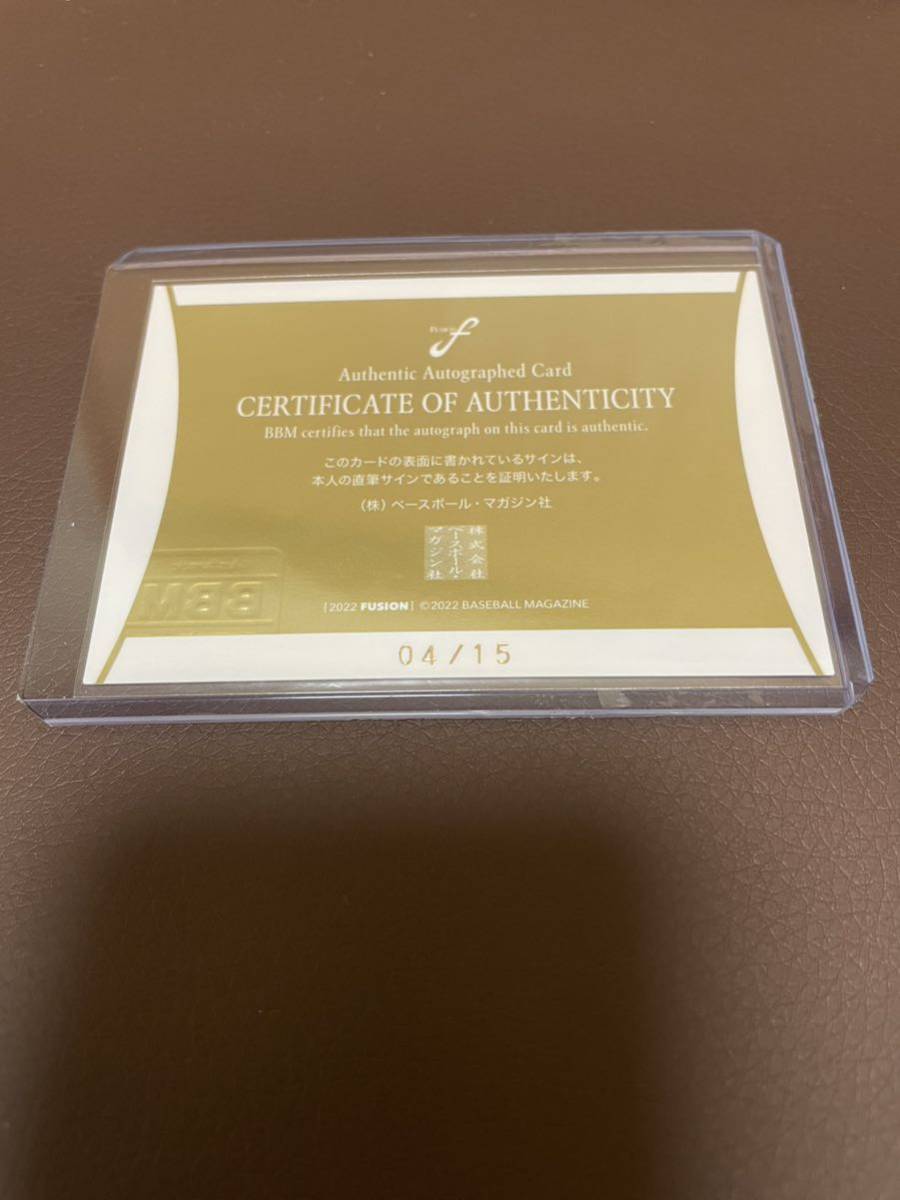 FUSION
f
Authentic Autographed Card
CERTIFICATE OF AUTHENTICITY
BBM certifies that the autograph on this card is authentic.
このカードの表面に書かれているサインは、
本人の直筆サインであることを証明いたします。
(株)ベースボール・マガジン社
株式会社
ベースボール・
マガジン社
BBM
|2022 FUSION| ©2022 BASEBALL MAGAZINE
04/15